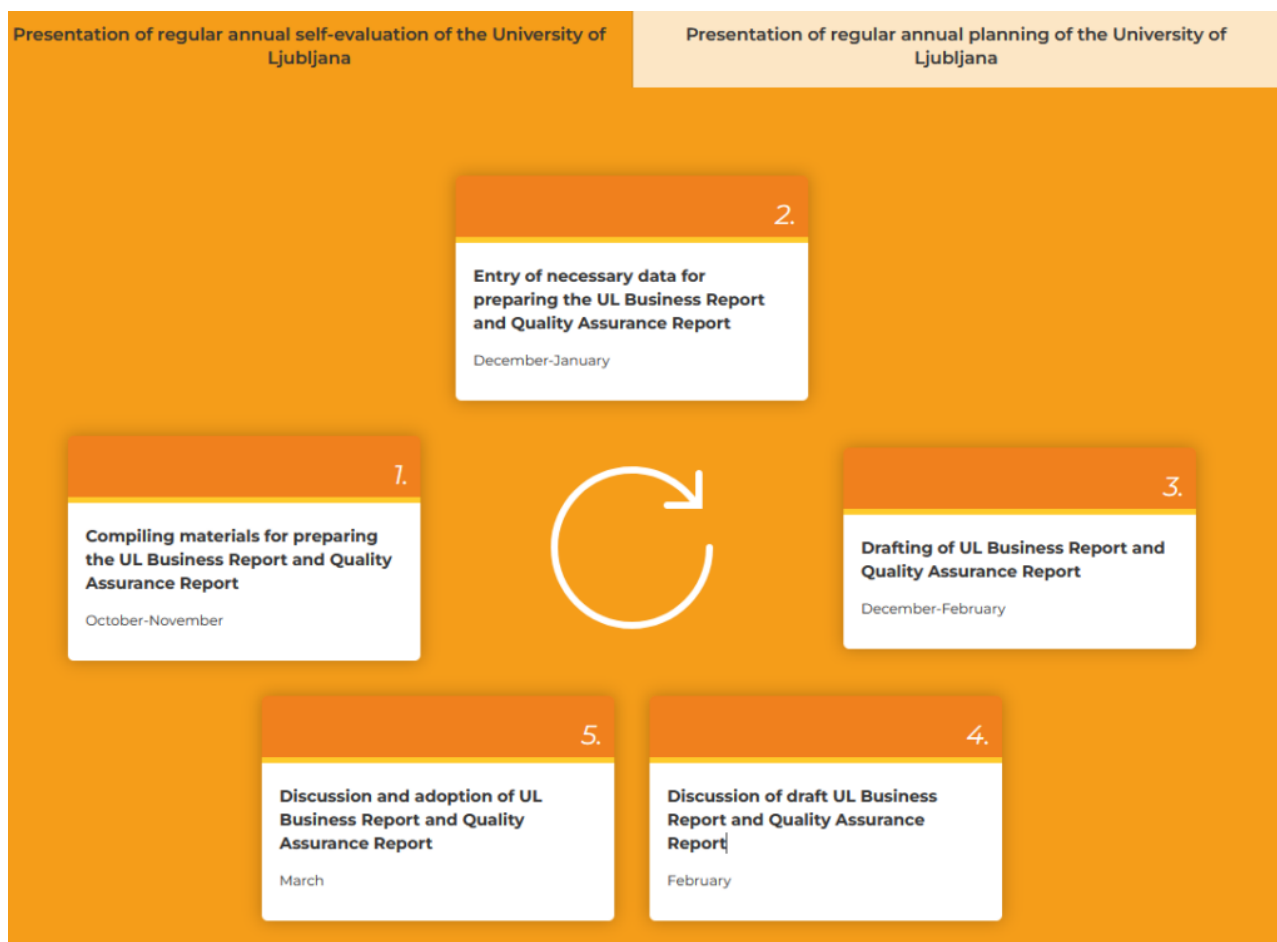 Presentation of regular annual self-evaluation of the University of
Ljubljana
Presentation of regular annual planning of the University of
Ljubljana
2.
Entry of necessary data for
preparing the UL Business Report
and Quality Assurance Report
December-January
1.
Compiling materials for preparing
the UL Business Report and Quality
Assurance Report
October-November
3.
Drafting of UL Business Report and
Quality Assurance Report
December-February
5.
Discussion and adoption of UL
Business Report and Quality
Assurance Report
March
4.
Discussion of draft UL Business
Report and Quality Assurance
Report
February